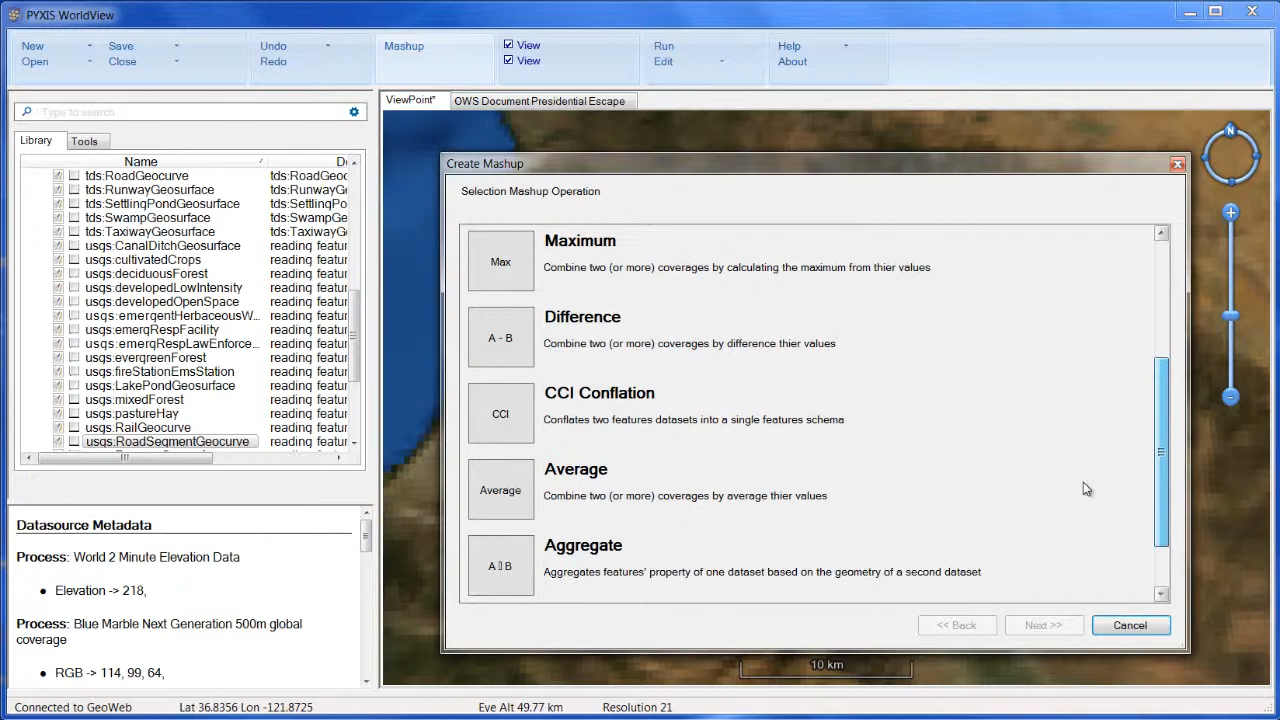 PYXIS WorldView
New Save Undo Mashup View Run Help
Open Close Redo View Edit About
Type to search
Library Tools
Name
tds:RoadGeocurve tds:RoadGeoc
tds:RunwayGeosurface tds:RunwayGe
tds:SettlingPondGeosurface tds:SettlingPo
tds:SwampGeosurface tds:SwampGe
tds:TaxiwayGeosurface tds:TaxiwayGe
usgs:CanalDitchGeosurface reading featur
usgs:cultivatedCrops reading featur
usgs:deciduousForest reading featur
usgs:developedLowIntensity reading featur
usgs:developedOpenSpace reading featur
usgs:emergentHerbaceousW... reading featur
usgs:emergRespFacility reading featur
usgs:emergRespLawEnforce... reading featur
usgs:evergreenForest reading featur
usgs:fireStationEmsStation reading featur
usgs:LakePondGeosurface reading featur
usgs:mixedForest reading featur
usgs:pastureHay reading featur
usgs:RailGeocurve reading featur
usgs:RoadSegmentGeocurve reading featur
Datasource Metadata
Process: World 2 Minute Elevation Data
Elevation -> 218,
Process: Blue Marble Next Generation 500m global
coverage
RGB -> 114, 99, 64,
ViewPoint* OWS Document Presidential Escape
N
Create Mashup
Selection Mashup Operation
Max
Maximum
Combine two (or more) coverages by calculating the maximum from thier values
A - B
Difference
Combine two (or more) coverages by difference thier values
CCI
CCI Conflation
Conflates two features datasets into a single features schema
Average
Average
Combine two (or more) coverages by average thier values
A B
Aggregate
Aggregates features' property of one dataset based on the geometry of a second dataset
<< Back Next >> Cancel
10 km
Connected to GeoWeb Lat 36.8356 Lon -121.8725 Eye Alt 49.77 km Resolution 21